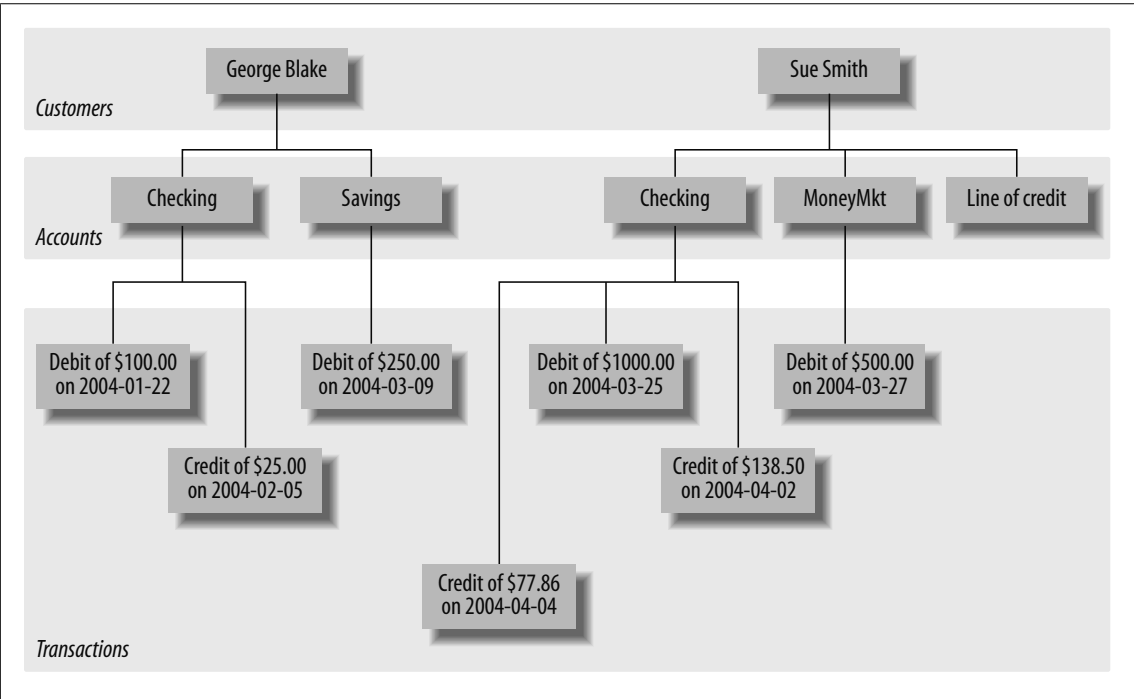 George Blake
Sue Smith
Customers
Checking
Savings
Checking
MoneyMkt
Line of credit
Accounts
Debit of $100.00
on 2004-01-22
Debit of $250.00
on 2004-03-09
Debit of $1000.00
on 2004-03-25
Debit of $500.00
on 2004-03-27
Credit of $25.00
on 2004-02-05
Credit of $138.50
on 2004-04-02
Credit of $77.86
on 2004-04-04
Transactions